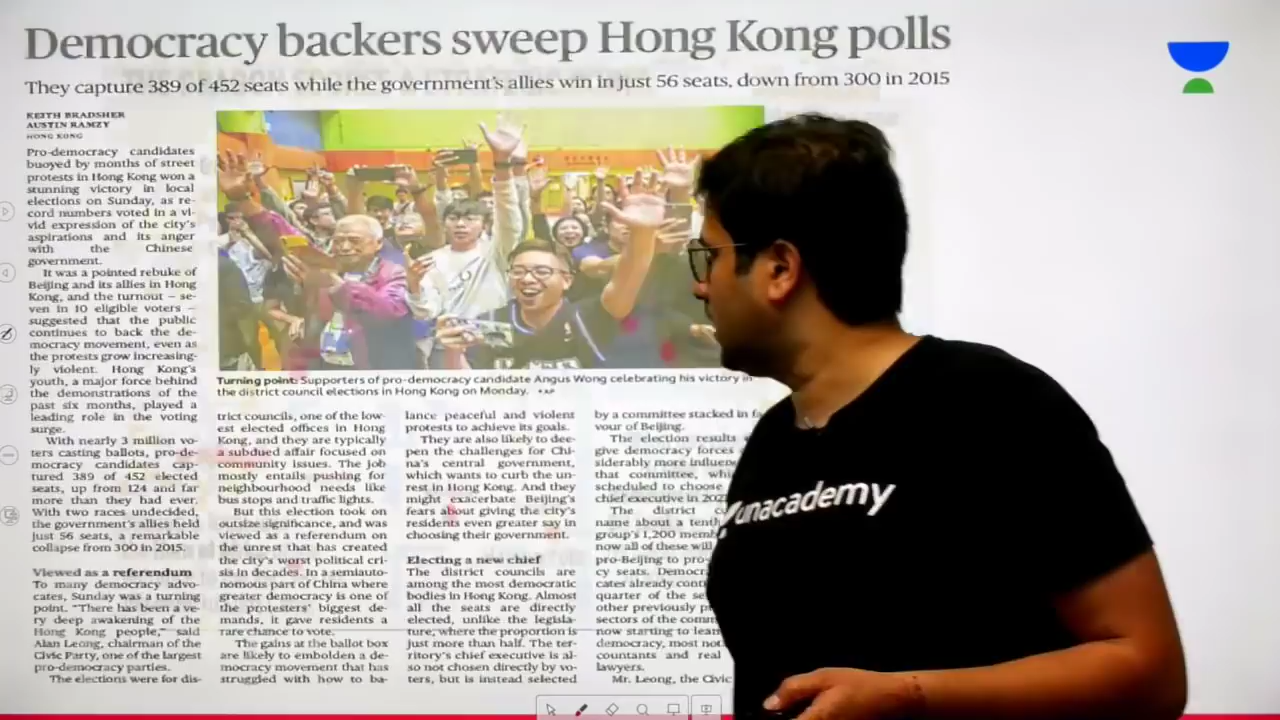 Democracy backers sweep Hong Kong polls
They capture 389 of 452 seats while the government's allies win in just 56 seats, down from 300 in 2015
KEITH BRADSHER
AUSTIN RAMZY
HONG KONG
Pro-democracy candidates
buoyed by months of street
protests in Hong Kong won a
stunning victory in local
elections on Sunday, as re-
cord numbers voted in a vi-
vid expression of the city's
aspirations and its anger
with the Chinese
government.
It was a pointed rebuke of
Beijing and its allies in Hong
Kong, and the turnout – se-
ven in 10 eligible voters –
suggested that the public
continues to back the de-
mocracy movement, even as
the protests grow increasing-
ly violent. Hong Kong's
youth, a major force behind
the demonstrations of the
past six months, played a
leading role in the voting
surge.
With nearly 3 million vo-
ters casting ballots, pro-de-
mocracy candidates cap-
tured 389 of 452 elected
seats, up from 124 and far
more than they had ever.
With two races undecided,
the government's allies held
just 56 seats, a remarkable
collapse from 300 in 2015.
Viewed as a referendum
To many democracy advo-
cates, Sunday was a turning
point. "There has been a ve-
ry deep awakening of the
Hong Kong people," said
Alan Leong, chairman of the
Civic Party, one of the largest
pro-democracy parties.
The elections were for dis-
Turning point: Supporters of pro-democracy candidate Angus Wong celebrating his victory in
the district council elections in Hong Kong on Monday. •AP
trict councils, one of the low-
est elected offices in Hong
Kong, and they are typically
a subdued affair focused on
community issues. The job
mostly entails pushing for
neighbourhood needs like
bus stops and traffic lights.
But this election took on
outsize significance, and was
viewed as a referendum on
the unrest that has created
the city's worst political cri-
sis in decades. In a semiauto-
nomous part of China where
greater democracy is one of
the protesters' biggest de-
mands, it gave residents a
rare chance to vote.
The gains at the ballot box
are likely to embolden a de-
mocracy movement that has
struggled with how to ba-
lance peaceful and violent
protests to achieve its goals.
They are also likely to dee-
pen the challenges for Chi-
na's central government,
which wants to curb the un-
rest in Hong Kong. And they
might exacerbate Beijing's
fears about giving the city's
residents even greater say in
choosing their government.
Electing a new chief
The district councils are
among the most democratic
bodies in Hong Kong. Almost
all the seats are directly
elected, unlike the legisla-
ture, where the proportion is
just more than half. The ter-
ritory's chief executive is al-
so not chosen directly by vo-
ters, but is instead selected
by a committee stacked in
vour of Beijing.
The election results
give democracy forces
siderably more
that committee,
scheduled to choose
chief executive in
The district
name about a tenth
group's 1,200
now all of these will
pro-Beijing to
cy seats.
cates already
quarter of the
other previously
sectors of the
now starting to lean
democracy, most
countants and real
lawyers.
Mr. Leong, the Civic
unacademy